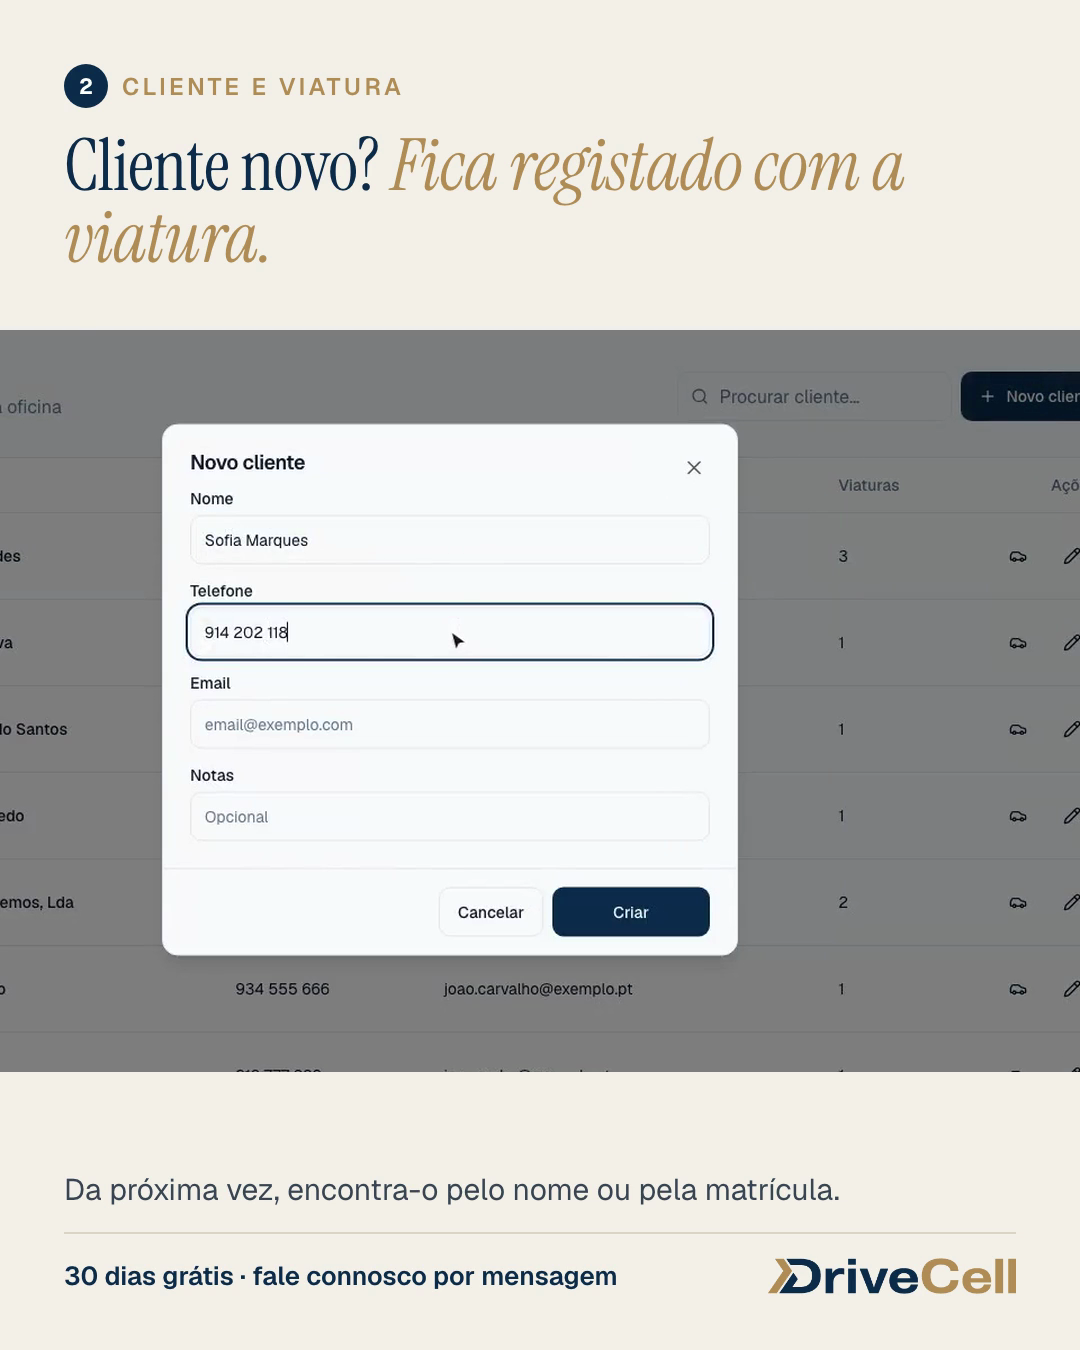 2 CLIENTE E VIATURA
Cliente novo? Fica registado com a
viatura.
a oficina
Procurar cliente...
+ Novo clien
Novo cliente
Nome
Viaturas
Açõ
Sofia Marques
des
3
Telefone
914 202 118
va
1
Email
email@exemplo.com
do Santos
1
Notas
Opcional
edo
1
emos, Lda
2
Cancelar
Criar
o
934 555 666
joao.carvalho@exemplo.pt
1
Da próxima vez, encontra-o pelo nome ou pela matrícula.
30 dias grátis · fale connosco por mensagem
DriveCell